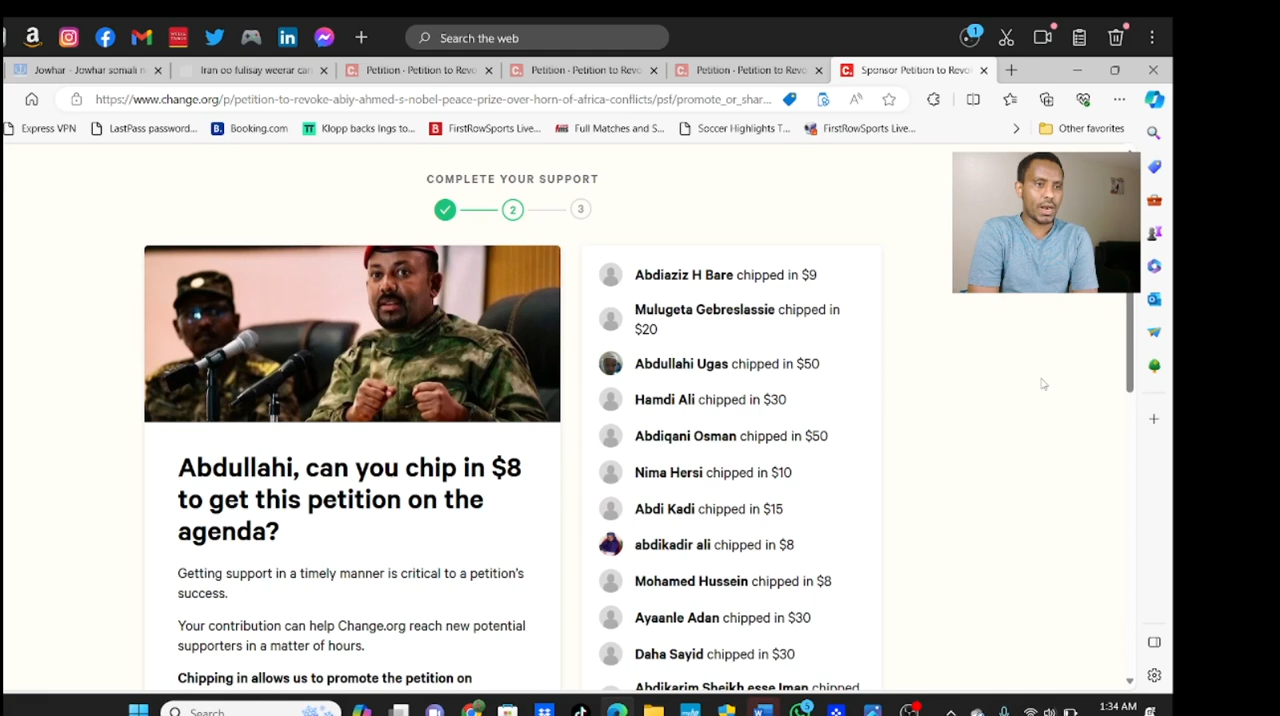 Search the web
1
Jowhar - Jowhar somali n
Iran oo fulisay weerar can
Petition · Petition to Revo
Petition · Petition to Revo
Petition · Petition to Revo
Sponsor Petition to Revo
https://www.change.org/p/petition-to-revoke-abiy-ahmed-s-nobel-peace-prize-over-horn-of-africa-conflicts/psf/promote_or_shar...
Express VPN
LastPass password...
Booking.com
Klopp backs Ings to...
FirstRowSports Live...
Full Matches and S...
Soccer Highlights T...
FirstRowSports Live...
Other favorites
COMPLETE YOUR SUPPORT
2
3
Abdiaziz H Bare chipped in $9
Mulugeta Gebreslassie chipped in
$20
Abdullahi Ugas chipped in $50
Hamdi Ali chipped in $30
Abdiqani Osman chipped in $50
Nima Hersi chipped in $10
Abdi Kadi chipped in $15
abdikadir ali chipped in $8
Mohamed Hussein chipped in $8
Ayaanle Adan chipped in $30
Daha Sayid chipped in $30
Abdikarim Sheikh esse Iman chipped
Abdullahi, can you chip in $8
to get this petition on the
agenda?
Getting support in a timely manner is critical to a petition's
success.
Your contribution can help Change.org reach new potential
supporters in a matter of hours.
Chipping in allows us to promote the petition on
Search
1:34 AM